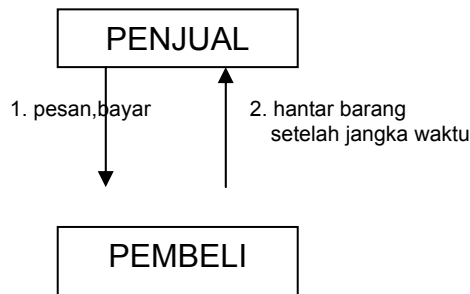 PENJUAL
1. pesan,bayar
2. hantar barang
setelah jangka waktu
PEMBELI